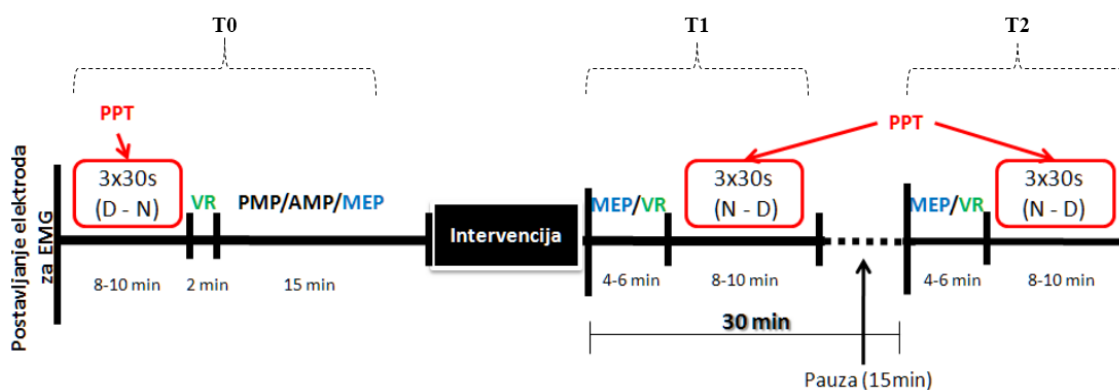 T0
T1
T2
PPT
PPT
Postavljanje elektroda
za EMG
3x30s
(D - N)
VR
PMP/AMP/MEP
Intervencija
MEP/VR
3x30s
(N - D)
MEP/VR
3x30s
(N - D)
8-10 min
2 min
15 min
4-6 min
8-10 min
4-6 min
8-10 min
30 min
Pauza (15min)